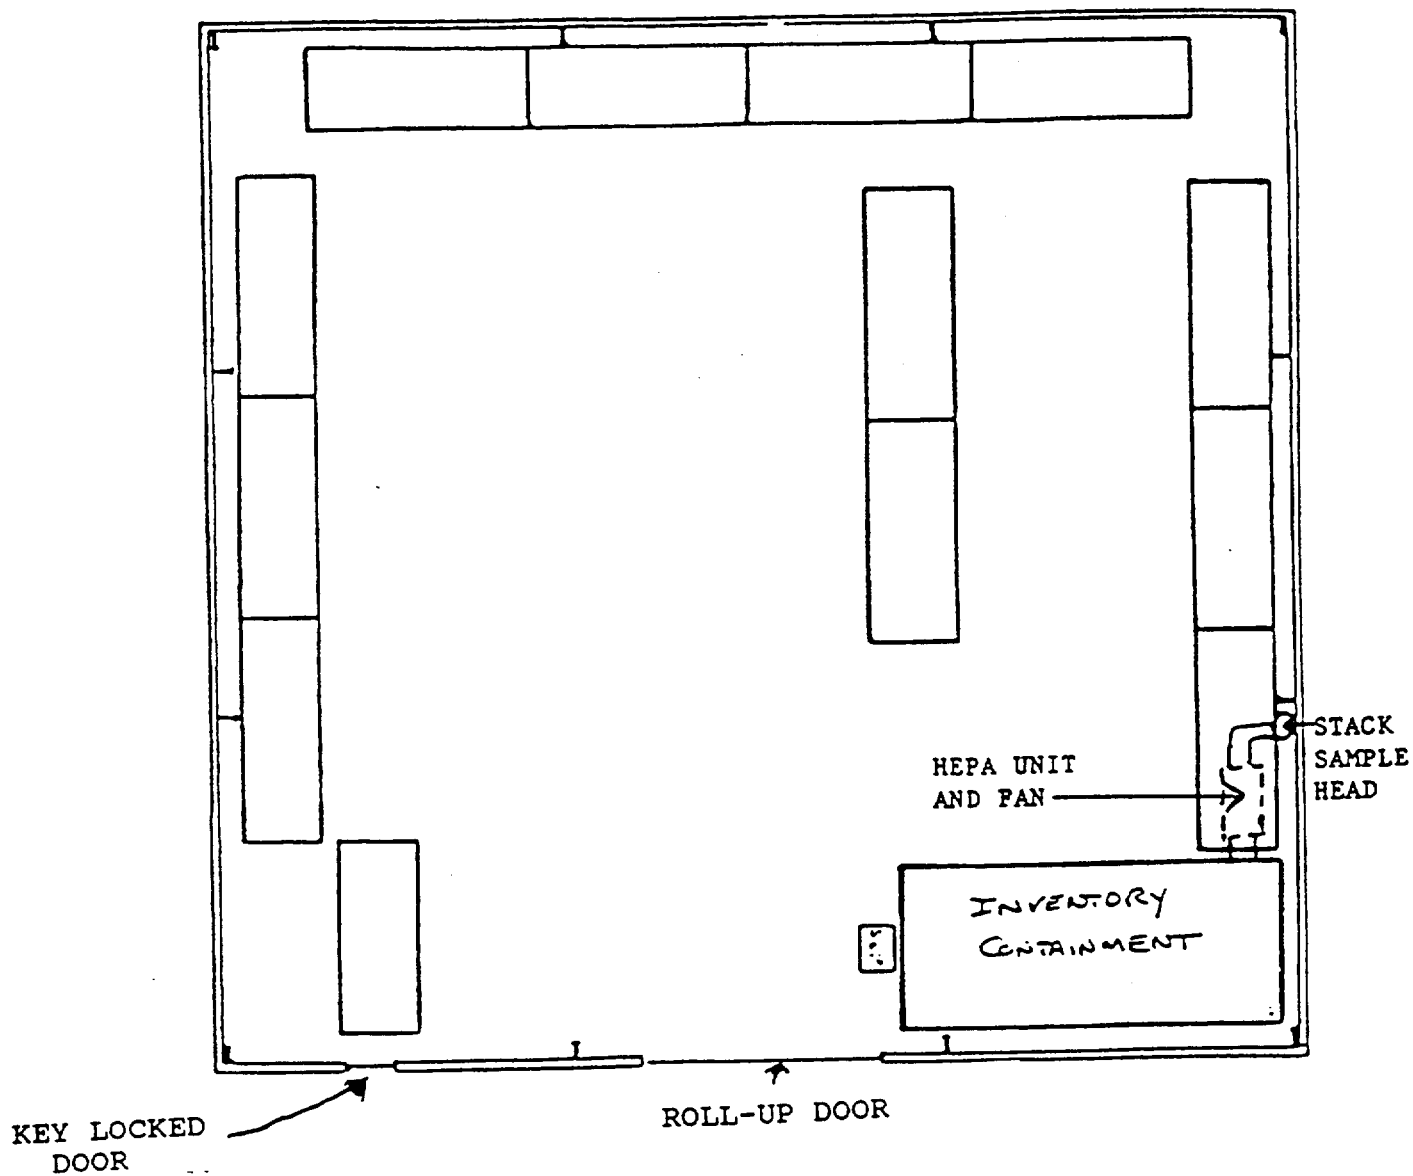 HEPA UNIT
AND FAN
STACK
SAMPLE
HEAD
INVENTORY
CONTAINMENT
ROLL-UP DOOR
KEY LOCKED
DOOR